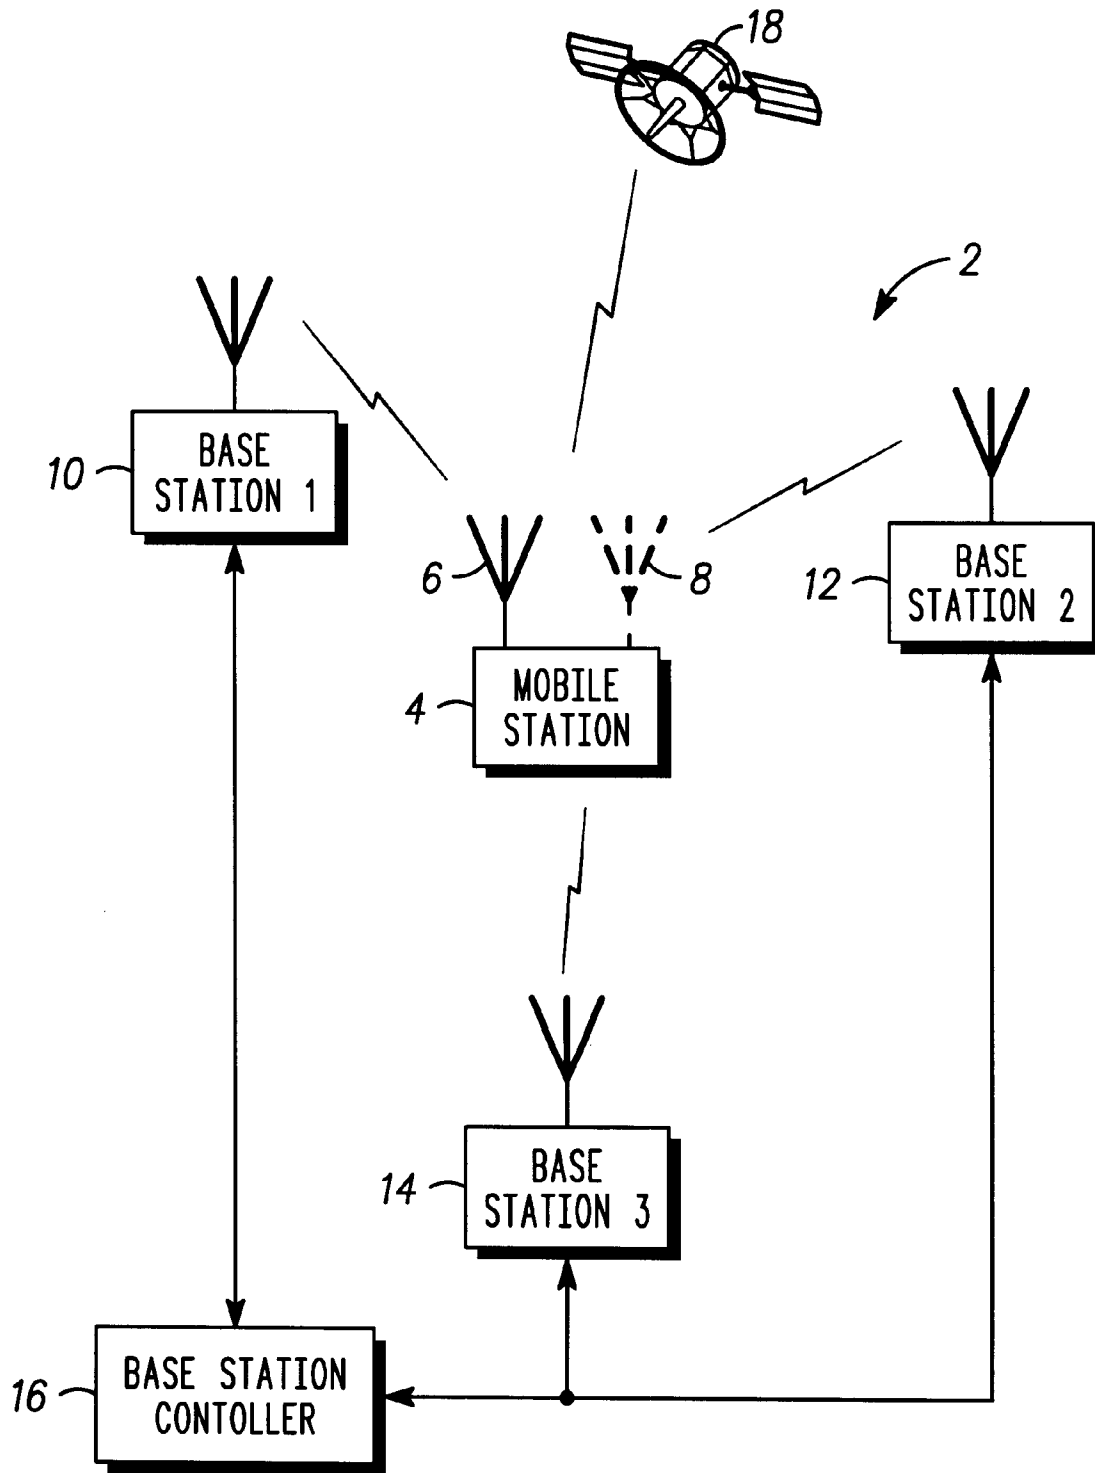 18
2
BASE
STATION 1
10
6
8
BASE
STATION 2
12
MOBILE
STATION
4
BASE
STATION 3
14
BASE STATION
CONTOLLER
16